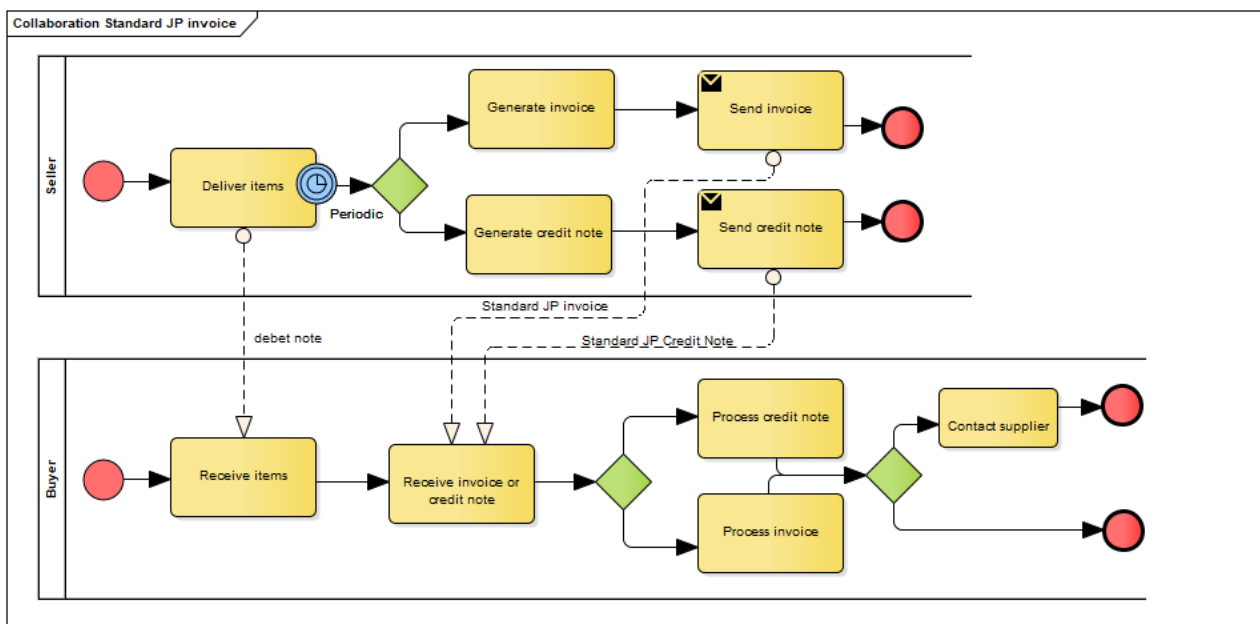 Collaboration Standard JP invoice
Seller
Deliver items
Periodic
Generate invoice
Send invoice
Generate credit note
Send credit note
Standard JP invoice
debet note
Standard JP Credit Note
Buyer
Receive items
Receive invoice or
credit note
Process credit note
Contact supplier
Process invoice